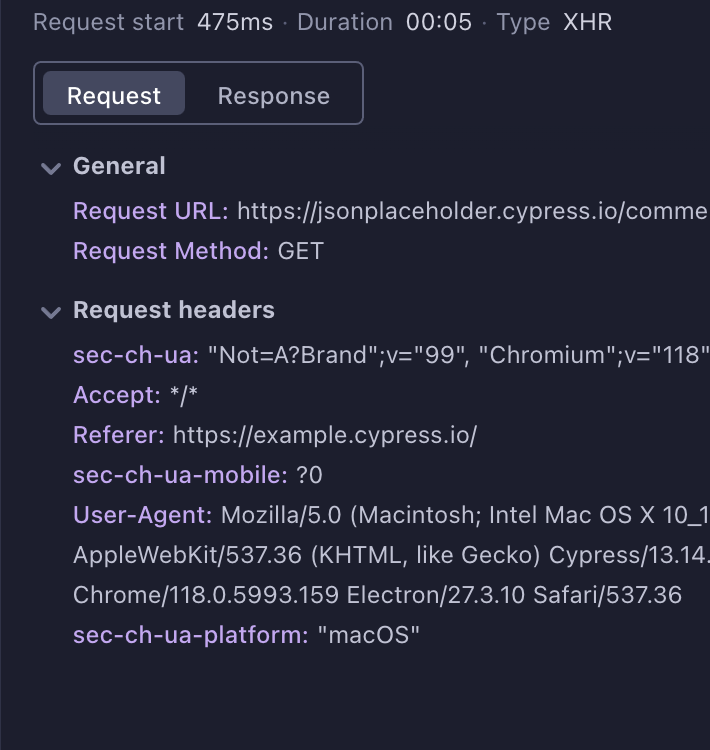 Request start 475ms · Duration 00:05 · Type XHR
Request Response
General
Request URL: https://jsonplaceholder.cypress.io/comme
Request Method: GET
Request headers
sec-ch-ua: "Not=A?Brand";v="99", "Chromium";v="118"
Accept: */*
Referer: https://example.cypress.io/
sec-ch-ua-mobile: ?0
User-Agent: Mozilla/5.0 (Macintosh; Intel Mac OS X 10_1
AppleWebKit/537.36 (KHTML, like Gecko) Cypress/13.14.
Chrome/118.0.5993.159 Electron/27.3.10 Safari/537.36
sec-ch-ua-platform: "macOS"